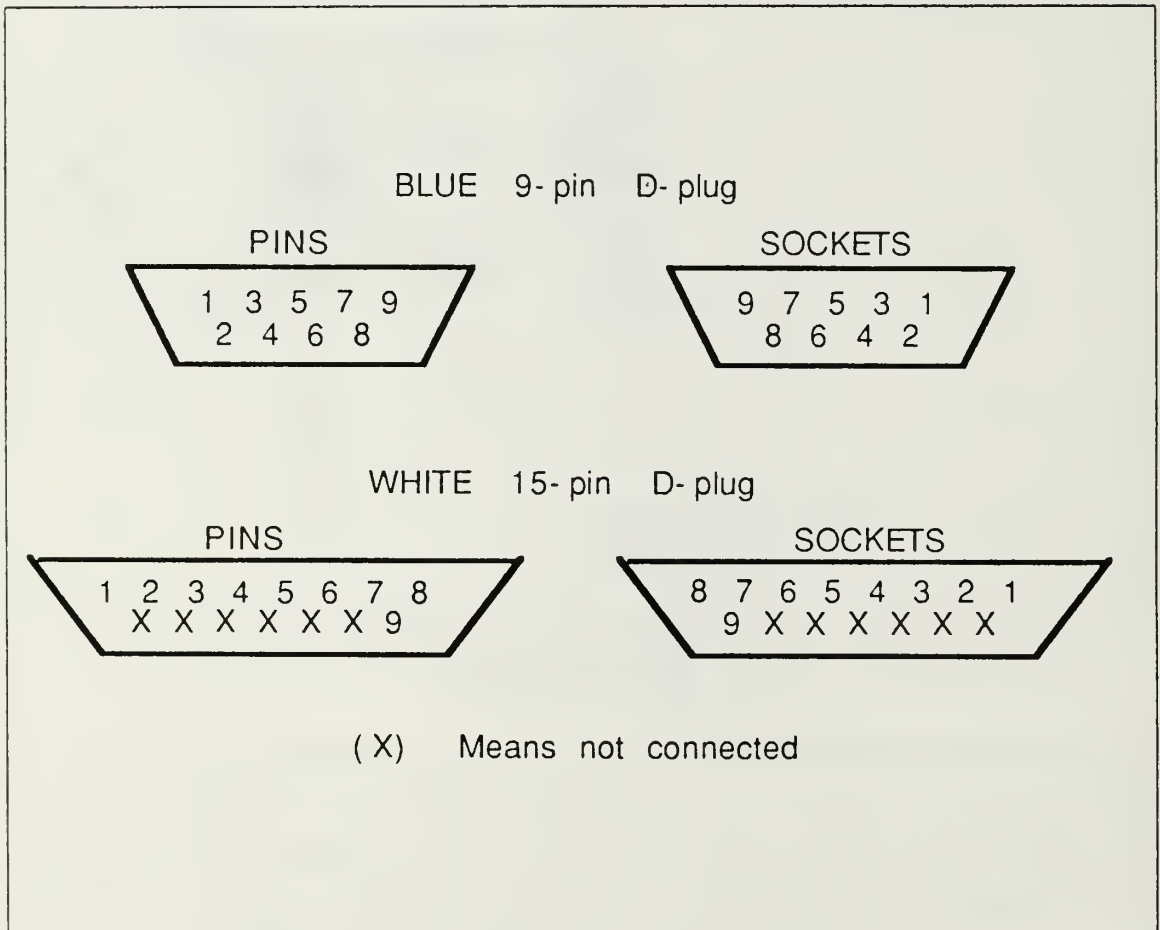 BLUE 9-pin D-plug
PINS
1 3 5 7 9
2 4 6 8
SOCKETS
9 7 5 3 1
8 6 4 2
WHITE 15-pin D-plug
PINS
1 2 3 4 5 6 7 8
X X X X X X 9
SOCKETS
8 7 6 5 4 3 2 1
9 X X X X X X
(X) Means not connected